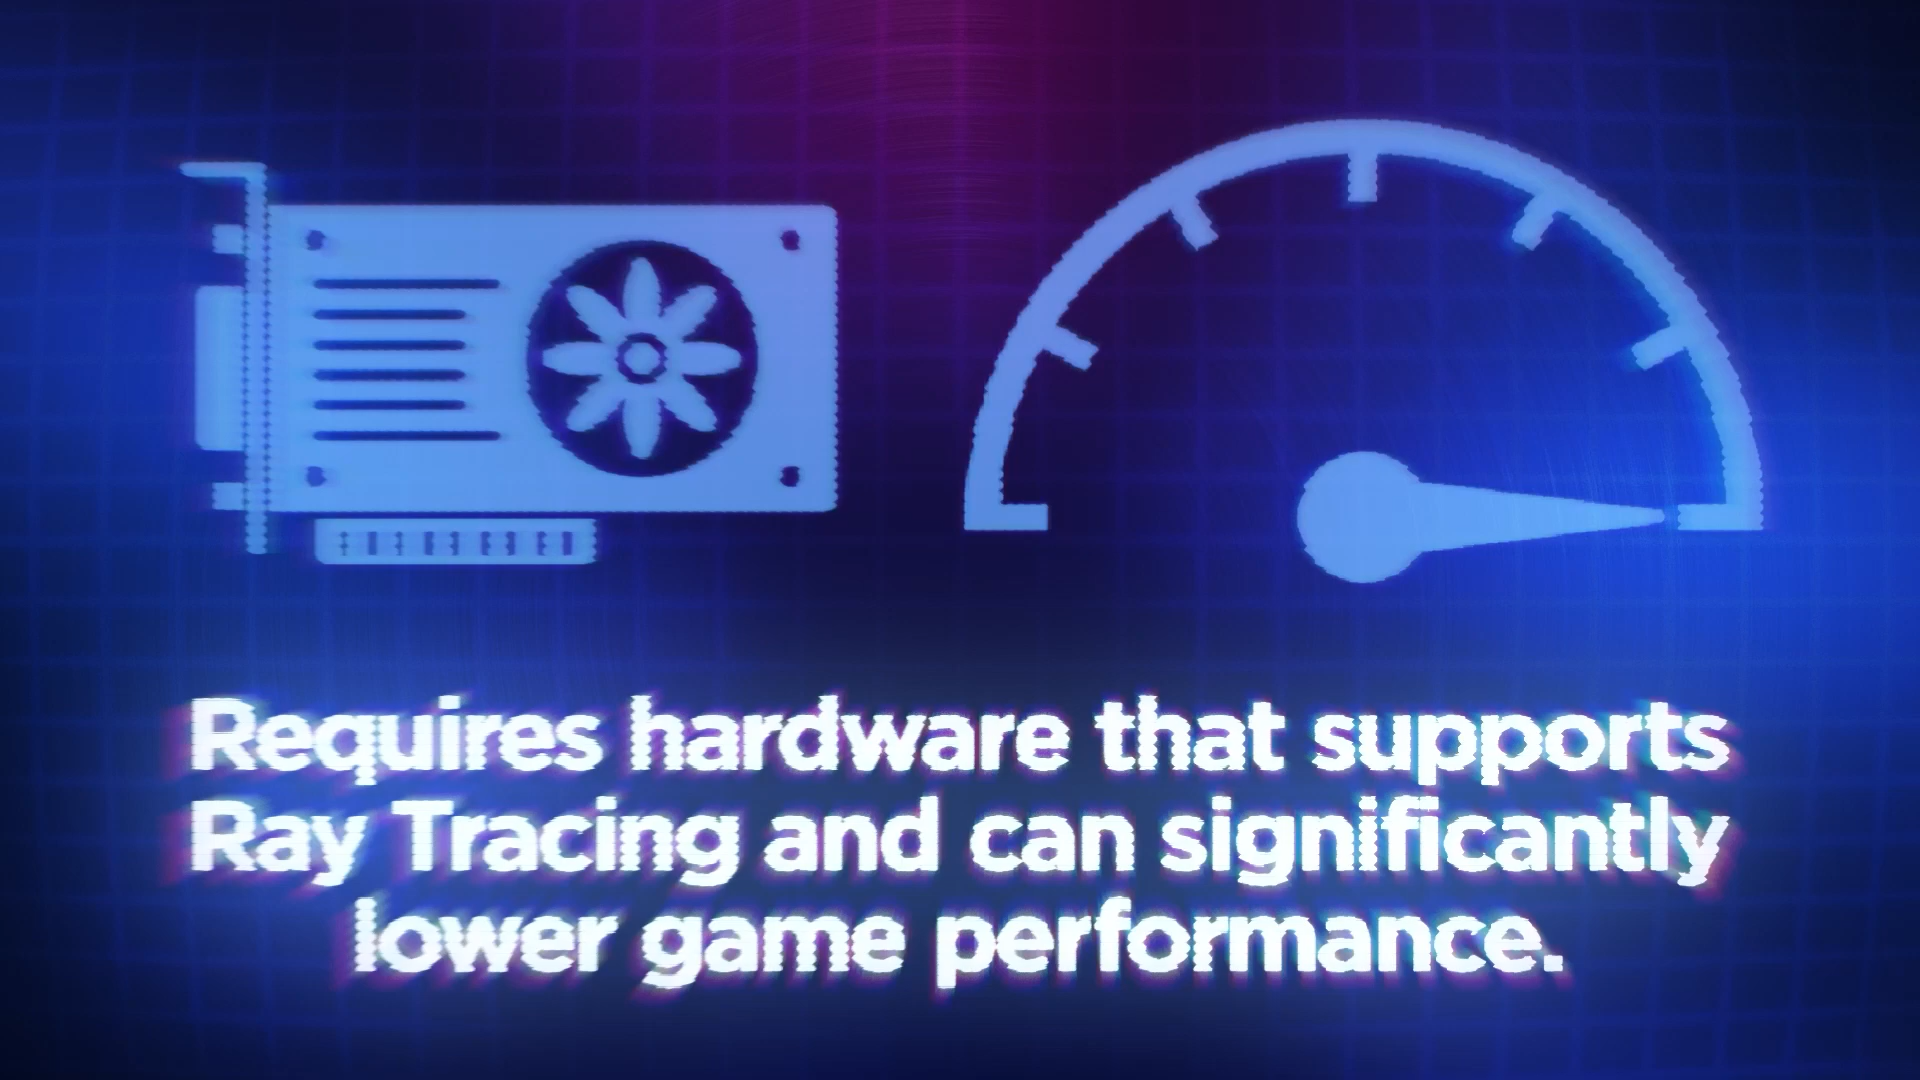 Requires hardware that supports
Ray Tracing and can significantly
lower game performance.